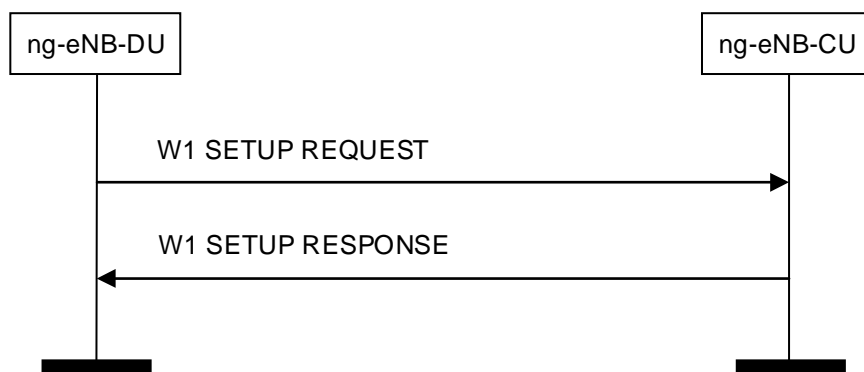 ng-eNB-DU
ng-eNB-CU
W1 SETUP REQUEST
W1 SETUP RESPONSE